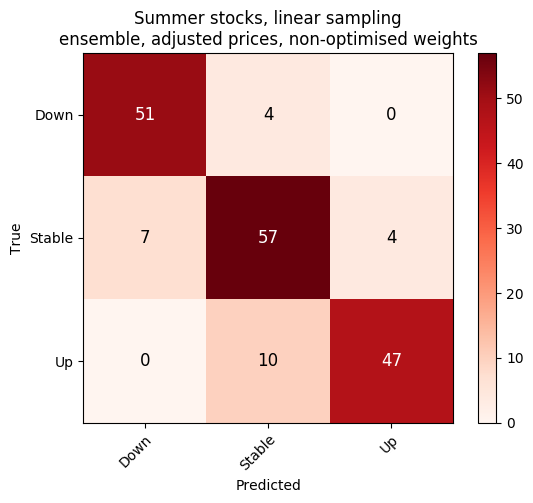 Summer stocks, linear sampling
ensemble, adjusted prices, non-optimised weights
Down
51
4
0
Stable
7
57
4
Up
0
10
47
True
Down
Stable
Up
Predicted
50
40
30
20
10
0